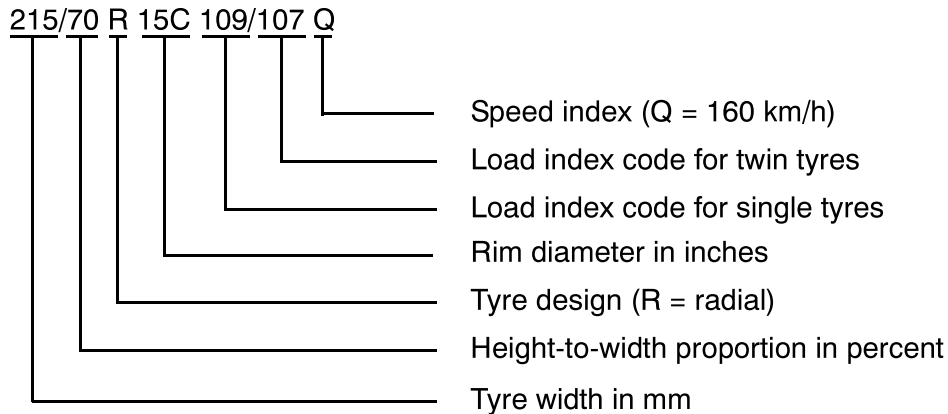 215/70 R 15C 109/107 Q
Speed index (Q = 160 km/h)
Load index code for twin tyres
Load index code for single tyres
Rim diameter in inches
Tyre design (R = radial)
Height-to-width proportion in percent
Tyre width in mm